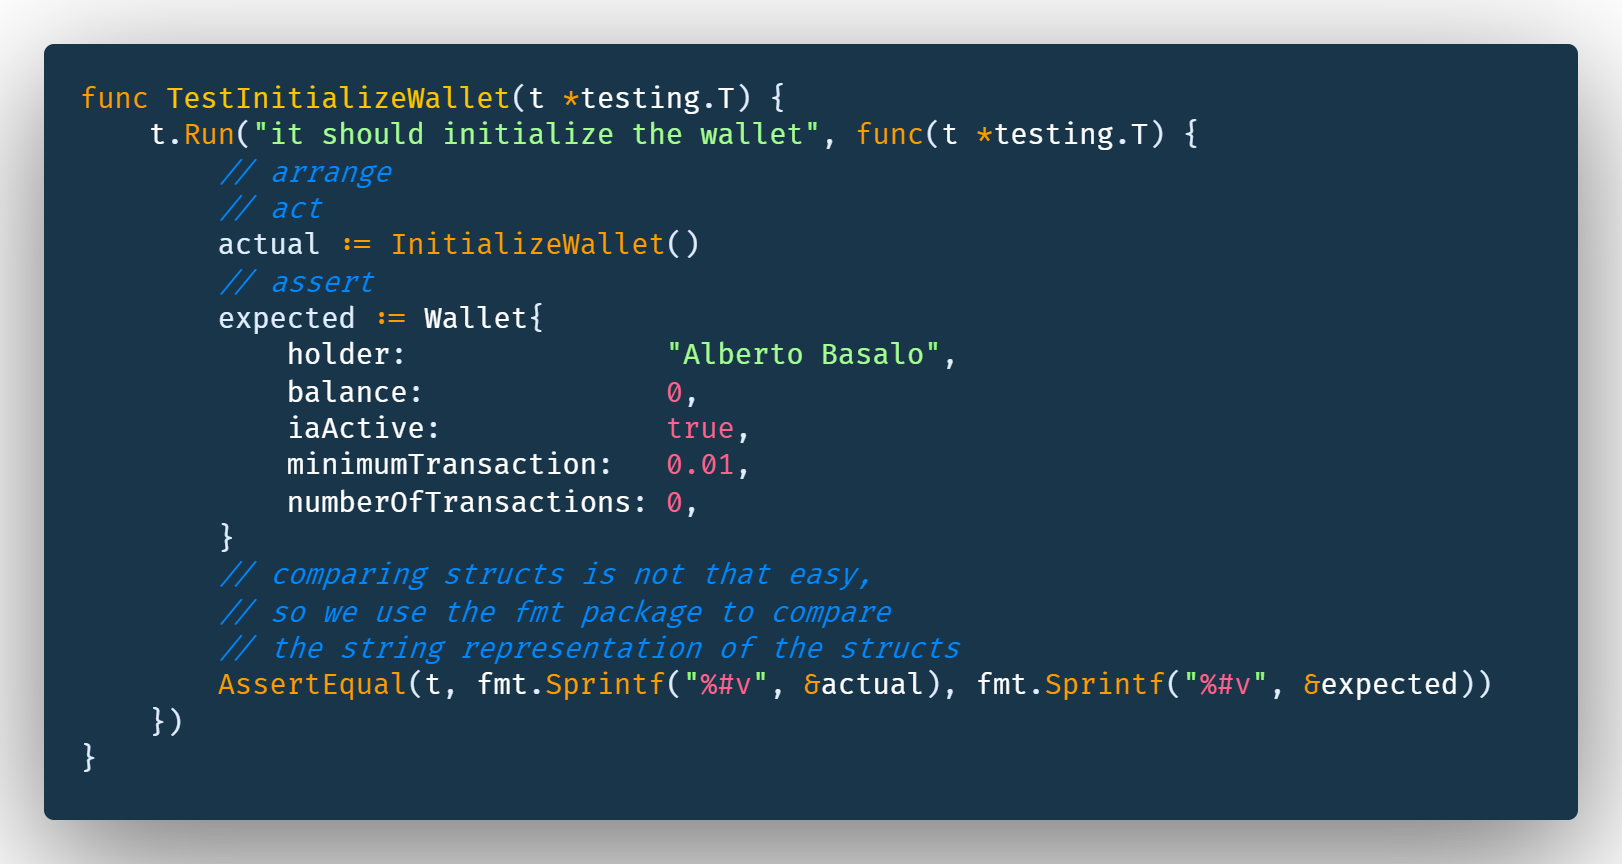 func TestInitializeWallet(t *testing.T) {
    t.Run("it should initialize the wallet", func(t *testing.T) {
        // arrange
        // act
        actual := InitializeWallet()
        // assert
        expected := Wallet{
            holder:               "Alberto Basalo",
            balance:              0,
            iaActive:             true,
            minimumTransaction:   0.01,
            numberOfTransactions: 0,
        }
        // comparing structs is not that easy,
        // so we use the fmt package to compare
        // the string representation of the structs
        AssertEqual(t, fmt.Sprintf("%#v", &actual), fmt.Sprintf("%#v", &expected))
    })
}